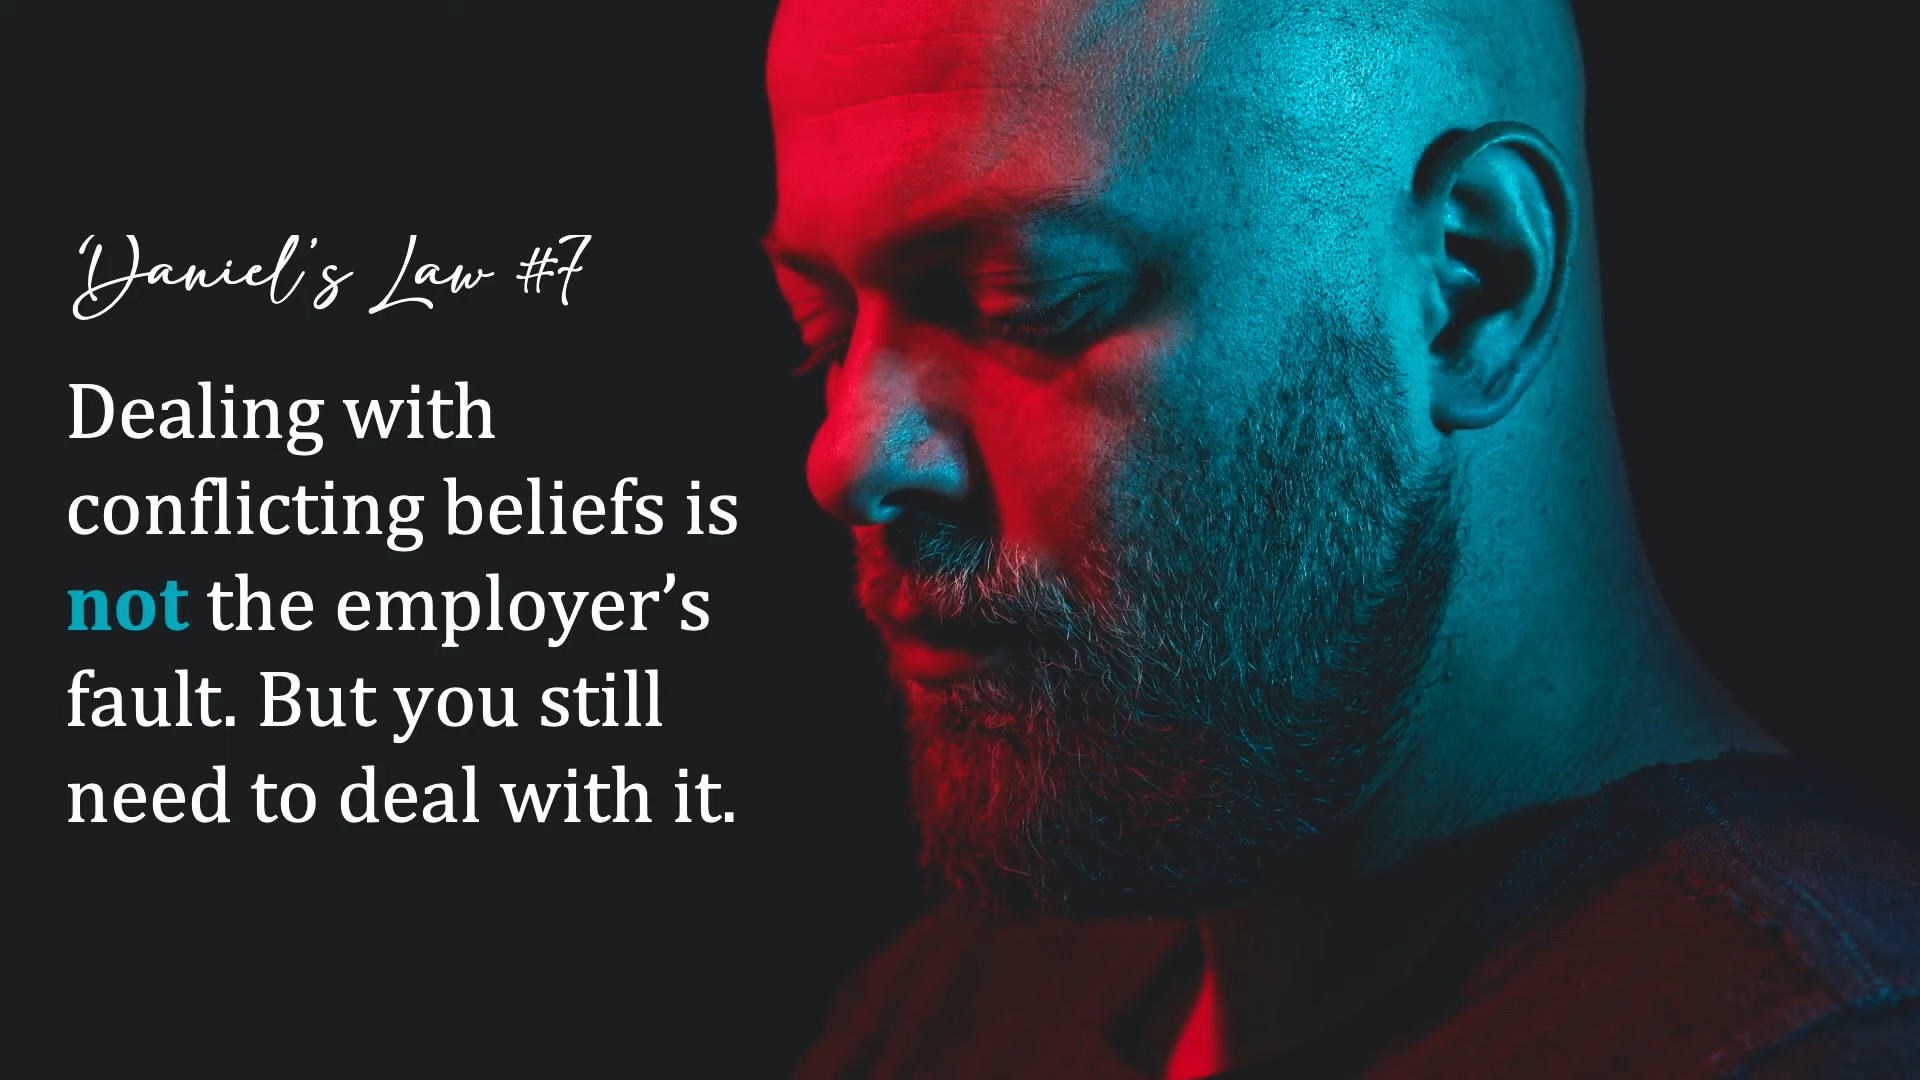 Daniel's Law #7
Dealing with
conflicting beliefs is
not the employer’s
fault. But you still
need to deal with it.